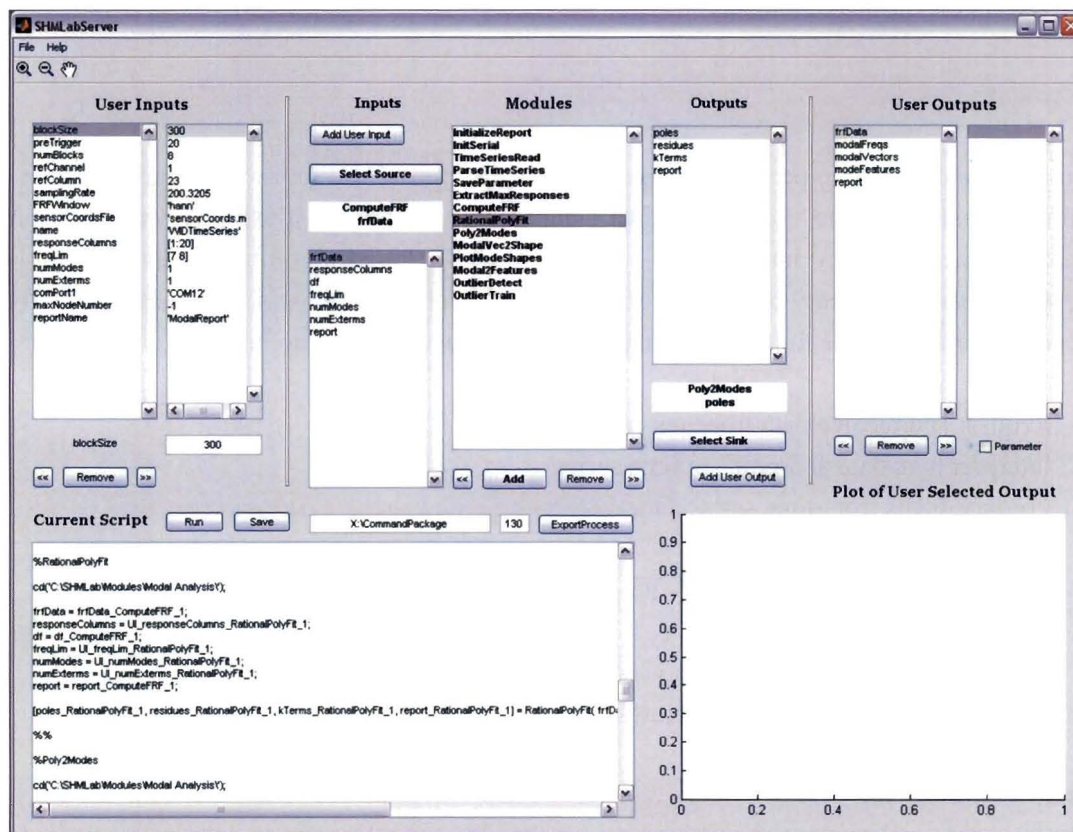 SHMLabServer
File Help
User Inputs
blockSize 300
preTrigger 20
numBlocks 8
refChannel 1
refColumn 23
samplingRate 200.3205
FRFWindow 'hann'
sensorCoordsFile 'sensorCoords.m
name 'WIDTimeSeries'
responseColumns [1:20]
freqLim [7 8]
numModes 1
numExterms 1
comPort1 'COM12'
maxNodeNumber -1
reportName 'ModalReport'
blockSize 300
<< Remove >>
Inputs
Add User Input
Select Source
ComputeFRF
frfData
frfData
responseColumns
df
freqLim
numModes
numExterms
report
Modules
InitializeReport
InitSerial
TimeSeriesRead
ParseTimeSeries
SaveParameter
ExtractMaxResponses
ComputeFRF
RationalPolyFit
Poly2Modes
ModalVec2Shape
PlotModeShapes
Modal2Features
OutlierDetect
OutlierTrain
<< Add Remove >>
Outputs
poles
residues
kTerms
report
Poly2Modes
poles
Select Sink
Add User Output
User Outputs
frfData
modalFreqs
modalVectors
modeFeatures
report
<< Remove >> Parameter
Current Script Run Save X:\CommandPackage 130 ExportProcess
%RationalPolyFit
cd('C:\SHMLab\Modules\Modal Analysis\');
frfData = frfData_ComputeFRF_1;
responseColumns = UI_responseColumns_RationalPolyFit_1;
df = df_ComputeFRF_1;
freqLim = UI_freqLim_RationalPolyFit_1;
numModes = UI_numModes_RationalPolyFit_1;
numExterms = UI_numExterms_RationalPolyFit_1;
report = report_ComputeFRF_1;
[poles_RationalPolyFit_1, residues_RationalPolyFit_1, kTerms_RationalPolyFit_1, report_RationalPolyFit_1] = RationalPolyFit( frfDa
%%
%Poly2Modes
cd('C:\SHMLab\Modules\Modal Analysis\');
Plot of User Selected Output
1
0.9
0.8
0.7
0.6
0.5
0.4
0.3
0.2
0.1
0
0 0.2 0.4 0.6 0.8 1